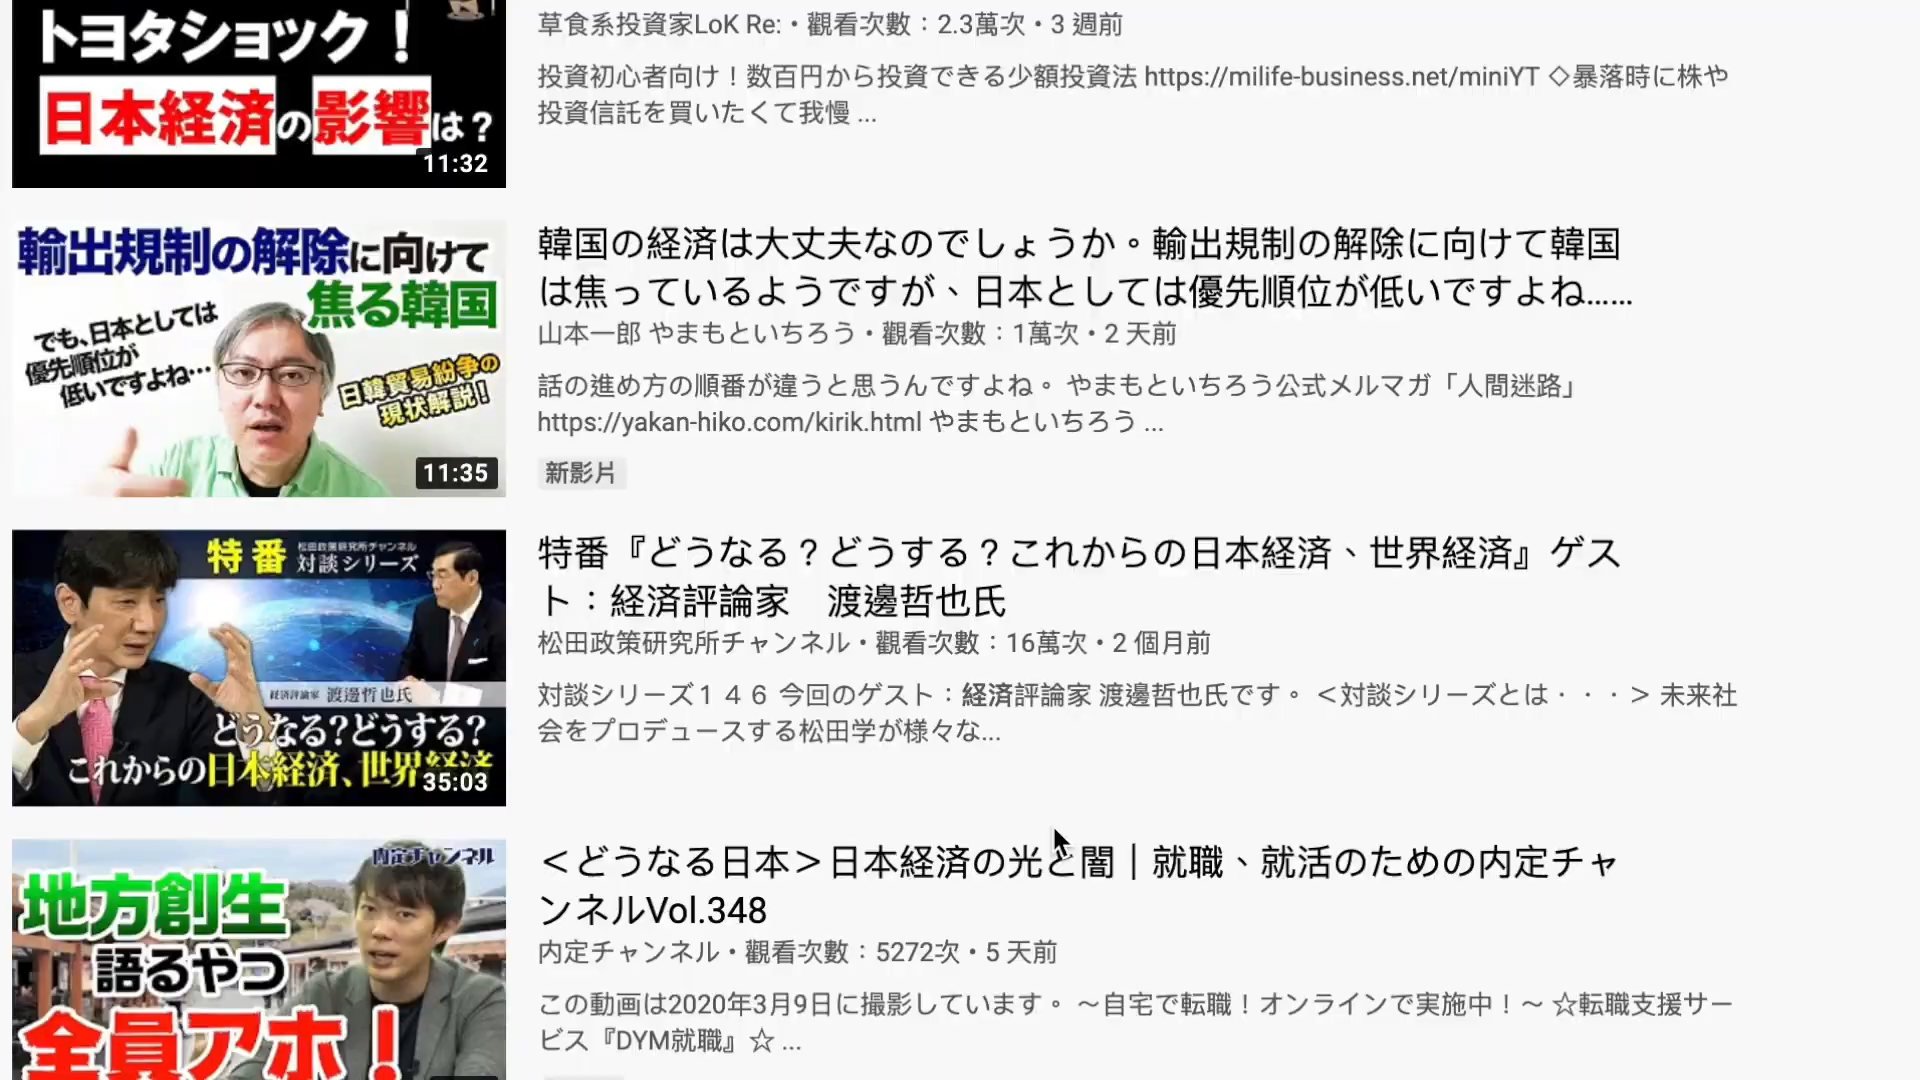 トヨタショック！
日本経済の影響は？
11:32
草食系投資家LoK Re:・觀看次數：2.3萬次・3 週前
投資初心者向け！数百円から投資できる少額投資法 https://milife-business.net/miniYT ◇暴落時に株や
投資信託を買いたくて我慢 ...
輸出規制の解除に向けて
焦る韓国
でも、日本としては
優先順位が
低いですよね…
日韓貿易紛争の
現状解説！
11:35
韓国の経済は大丈夫なのでしょうか。輸出規制の解除に向けて韓国
は焦っているようですが、日本としては優先順位が低いですよね......
山本一郎 やまもといちろう・觀看次數：1萬次・2 天前
話の進め方の順番が違うと思うんですよね。 やまもといちろう公式メルマガ「人間迷路」
https://yakan-hiko.com/kirik.html やまもといちろう ...
新影片
特番
松田政策研究所チャンネル
対談シリーズ
経済評論家 渡邊哲也氏
どうなる？どうする？
これからの日本経済、世界経済
35:03
特番『どうなる？どうする？これからの日本経済、世界経済』ゲス
ト：経済評論家　渡邊哲也氏
松田政策研究所チャンネル・觀看次數：16萬次・2 個月前
対談シリーズ１４６ 今回のゲスト：経済評論家 渡邊哲也氏です。 ＜対談シリーズとは・・・＞ 未来社
会をプロデュースする松田学が様々な...
内定チャンネル
地方創生
語るやつ
全員アホ！
＜どうなる日本＞日本経済の光と闇｜就職、就活のための内定チャ
ンネルVol.348
内定チャンネル・觀看次數：5272次・5 天前
この動画は2020年3月9日に撮影しています。 〜自宅で転職！オンラインで実施中！〜 ☆転職支援サー
ビス『DYM就職』☆ ...